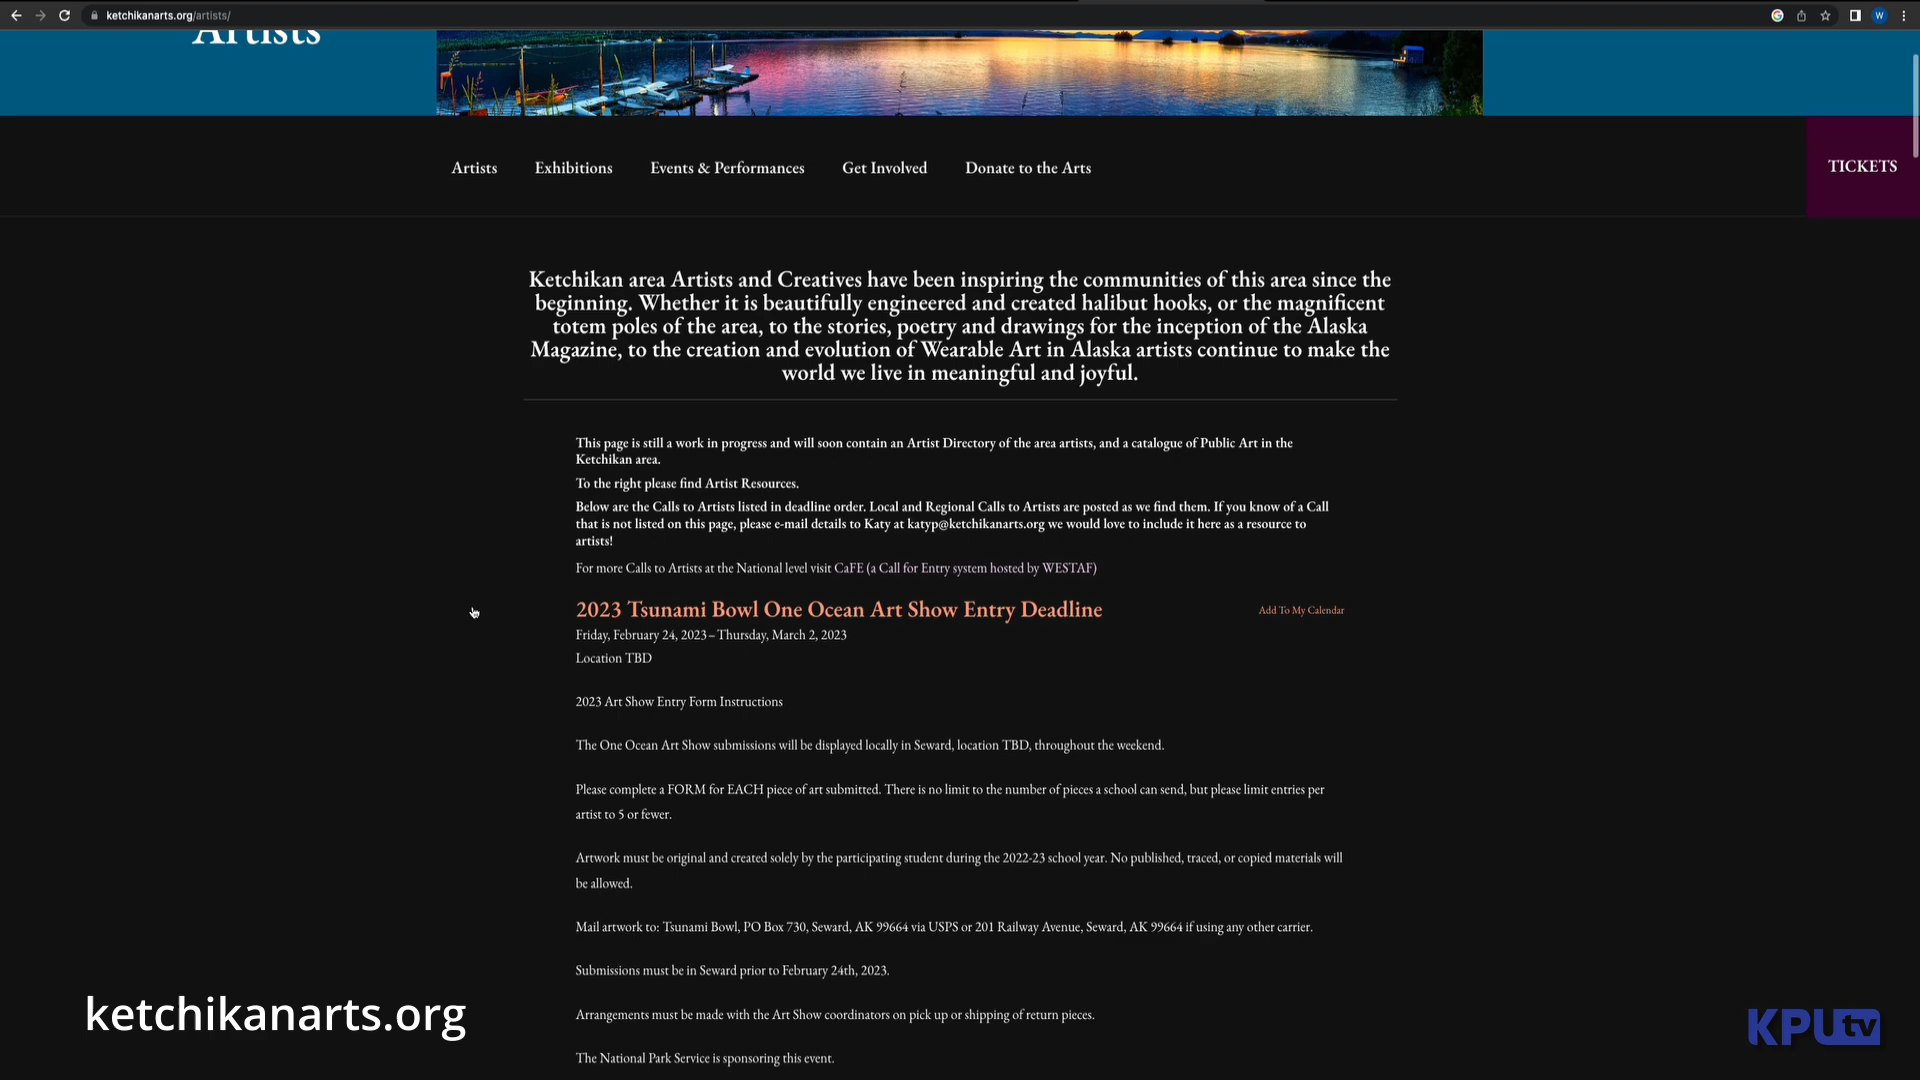 ketchikanarts.org/artists/
W
Artists
Artists
Exhibitions
Events & Performances
Get Involved
Donate to the Arts
TICKETS
Ketchikan area Artists and Creatives have been inspiring the communities of this area since the
beginning. Whether it is beautifully engineered and created halibut hooks, or the magnificent
totem poles of the area, to the stories, poetry and drawings for the inception of the Alaska
Magazine, to the creation and evolution of Wearable Art in Alaska artists continue to make the
world we live in meaningful and joyful.
This page is still a work in progress and will soon contain an Artist Directory of the area artists, and a catalogue of Public Art in the
Ketchikan area.
To the right please find Artist Resources.
Below are the Calls to Artists listed in deadline order. Local and Regional Calls to Artists are posted as we find them. If you know of a Call
that is not listed on this page, please e-mail details to Katy at katyp@ketchikanarts.org we would love to include it here as a resource to
artists!
For more Calls to Artists at the National level visit CaFE (a Call for Entry system hosted by WESTAF)
2023 Tsunami Bowl One Ocean Art Show Entry Deadline
Add To My Calendar
Friday, February 24, 2023 – Thursday, March 2, 2023
Location TBD
2023 Art Show Entry Form Instructions
The One Ocean Art Show submissions will be displayed locally in Seward, location TBD, throughout the weekend.
Please complete a FORM for EACH piece of art submitted. There is no limit to the number of pieces a school can send, but please limit entries per
artist to 5 or fewer.
Artwork must be original and created solely by the participating student during the 2022-23 school year. No published, traced, or copied materials will
be allowed.
Mail artwork to: Tsunami Bowl, PO Box 730, Seward, AK 99664 via USPS or 201 Railway Avenue, Seward, AK 99664 if using any other carrier.
Submissions must be in Seward prior to February 24th, 2023.
Arrangements must be made with the Art Show coordinators on pick up or shipping of return pieces.
The National Park Service is sponsoring this event.
ketchikanarts.org
KPUtv